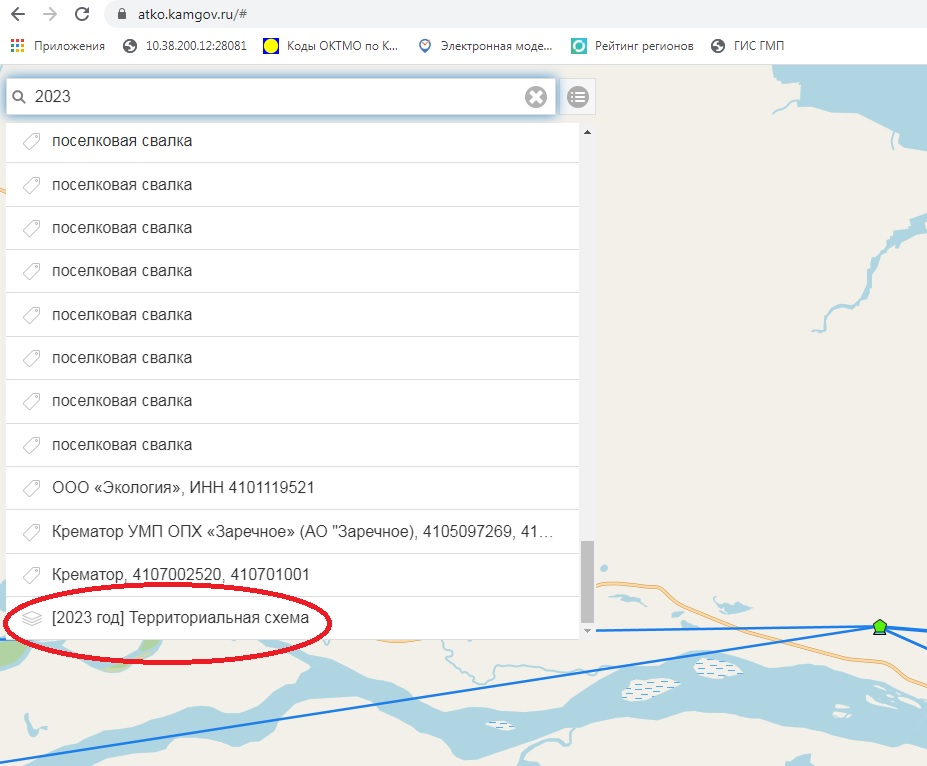 atko.kamgov.ru/#
Приложения 10.38.200.12:28081 Коды ОКТМО по К... Электронная моде... Рейтинг регионов ГИС ГМП
2023
поселковая свалка
поселковая свалка
поселковая свалка
поселковая свалка
поселковая свалка
поселковая свалка
поселковая свалка
поселковая свалка
ООО «Экология», ИНН 4101119521
Крематор УМП ОПХ «Заречное» (АО "Заречное), 4105097269, 41...
Крематор, 4107002520, 410701001
[2023 год] Территориальная схема